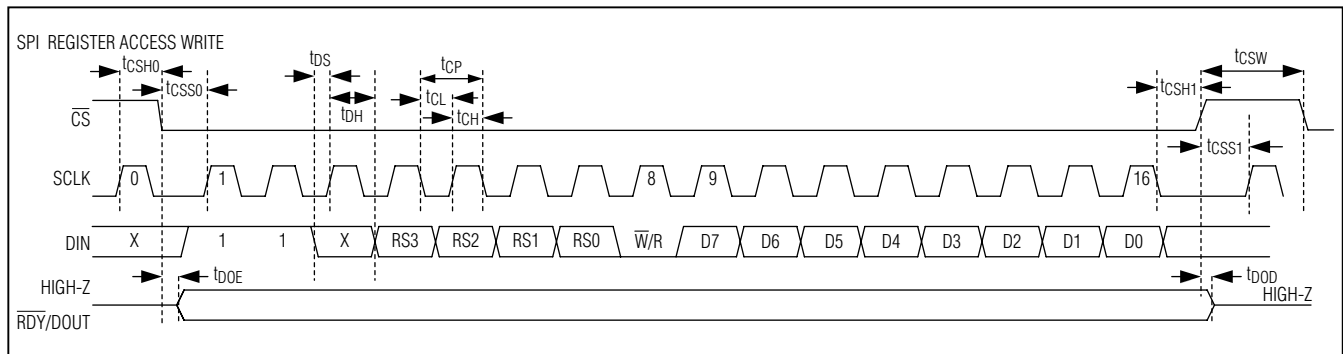 SPI REGISTER ACCESS WRITE
tCSH0
tCSS0
tDS
tDH
tCP
tCL
tCH
tCSH1
tCSW
tCSS1
C̅S̅
SCLK
0 1 8 9 16
DIN
X 1 1 X RS3 RS2 RS1 RS0 W̅/R D7 D6 D5 D4 D3 D2 D1 D0
tDOE
tDOD
HIGH-Z
HIGH-Z
R̅D̅Y̅/DOUT